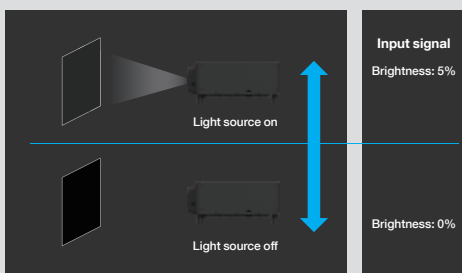 Input signal
Brightness: 5%
Light source on
Brightness: 0%
Light source off